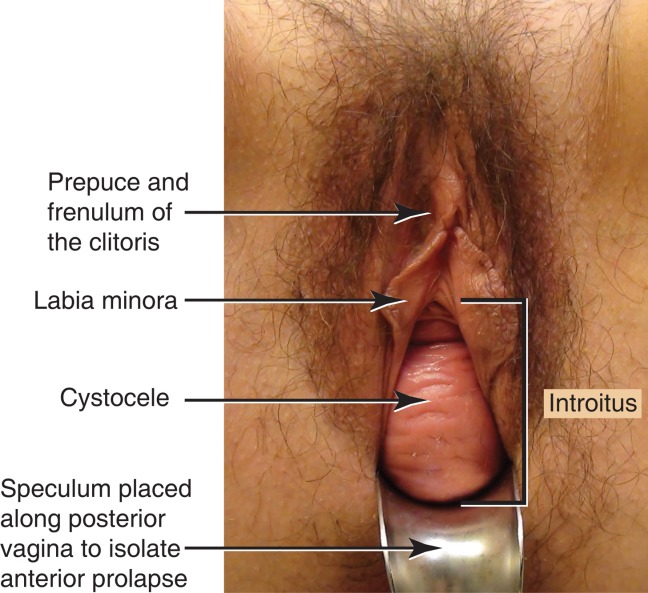 Prepuce and
frenulum of
the clitoris
Labia minora
Cystocele
Introitus
Speculum placed
along posterior
vagina to isolate
anterior prolapse